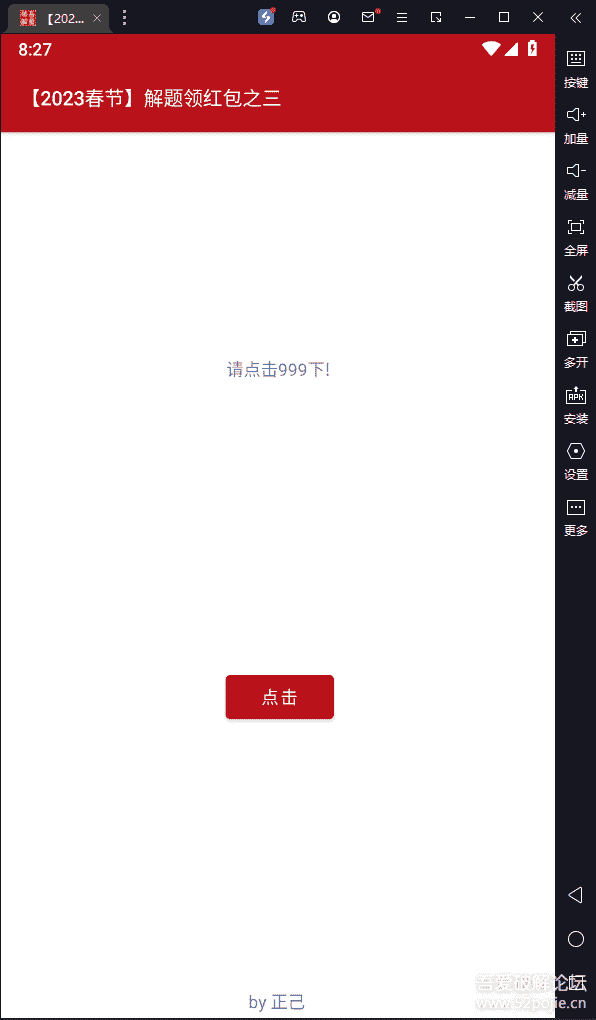 【202...
8:27
【2023春节】解题领红包之三
按键
加量
减量
全屏
截图
多开
安装
设置
更多
请点击999下!
点击
by 正己
吾爱破解论坛
www.52pojie.cn